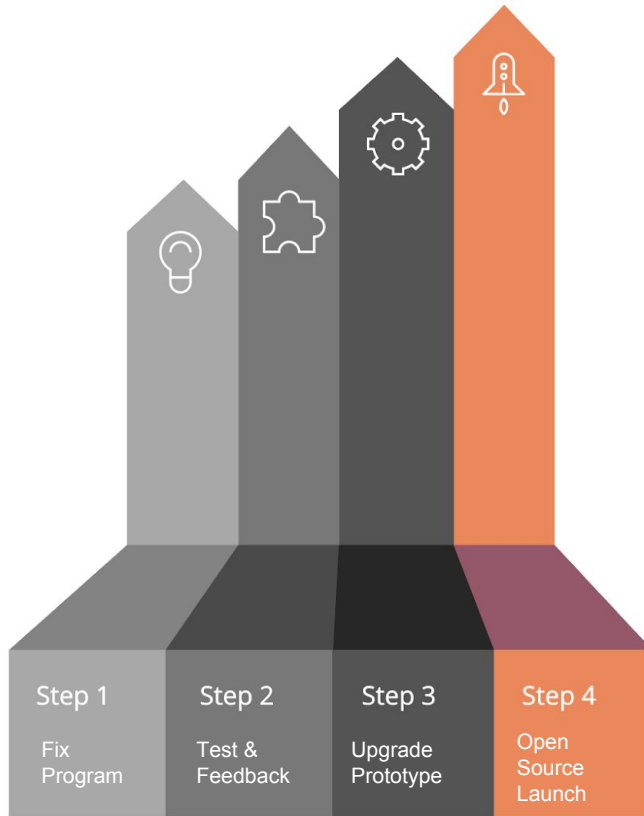 Step 1
Fix
Program
Step 2
Test &
Feedback
Step 3
Upgrade
Prototype
Step 4
Open
Source
Launch